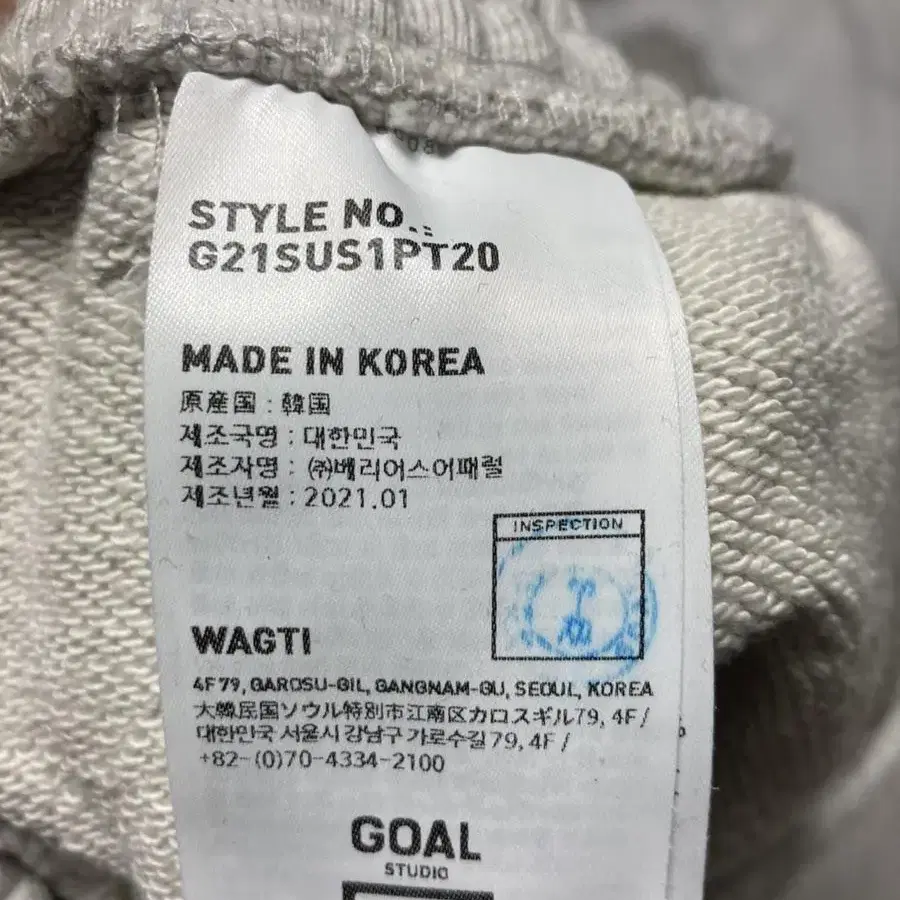 STYLE NO.:
G21SUS1PT20
MADE IN KOREA
原産国 : 韓国
제조국명 : 대한민국
제조자명 : ㈜베리어스어패럴
제조년월 : 2021.01
INSPECTION
WAGTI
4F 79, GAROSU-GIL, GANGNAM-GU, SEOUL, KOREA
大韓民国ソウル特別市江南区カロスギル79, 4F /
대한민국 서울시 강남구 가로수길 79, 4F /
+82-(0)70-4334-2100
GOAL
STUDIO